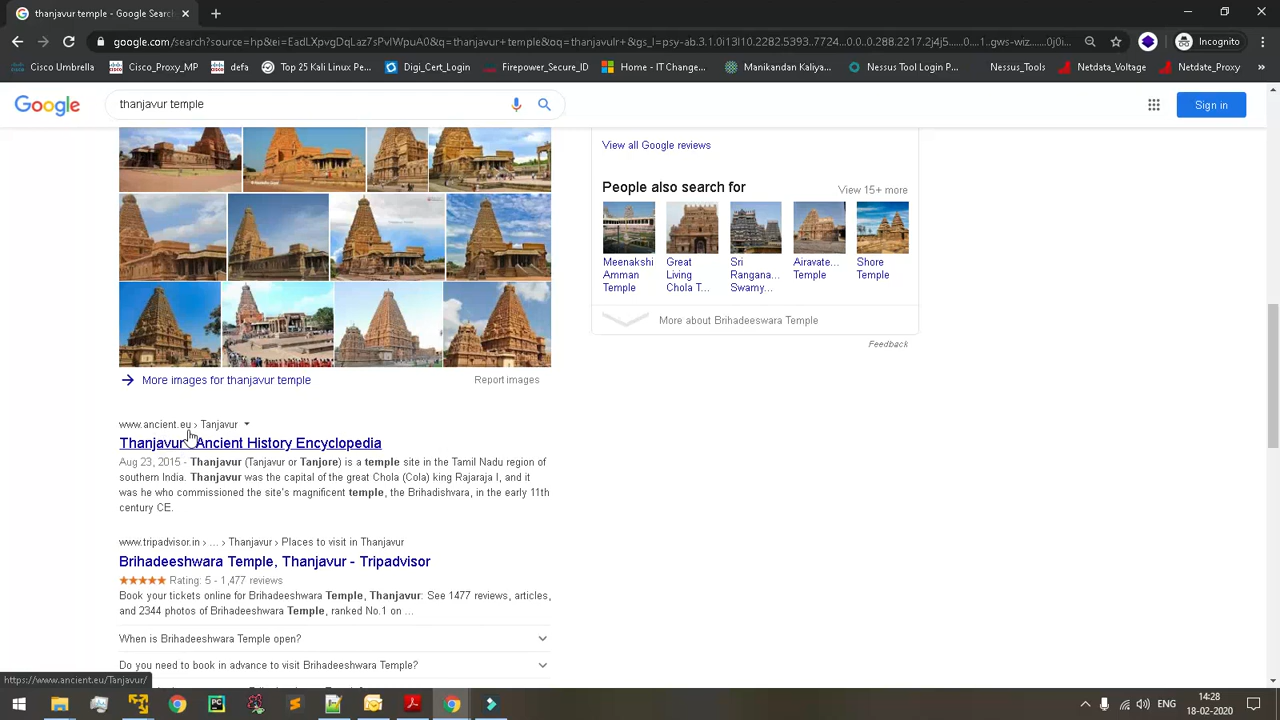 thanjavur temple - Google Search
google.com/search?source=hp&ei=EadLXpvgDqLaz7sPvIWpuA0&q=thanjavur+temple&oq=thanjavulr+&gs_l=psy-ab.3.1.0i13l10.2282.5393..7724...0.0..0.288.2217.2j4j5......0....1..gws-wiz.......0j0i...
Incognito
Cisco Umbrella
Cisco_Proxy_MP
defa
Top 25 Kali Linux Pe...
Digi_Cert_Login
Firepower_Secure_ID
Home - IT Change...
Manikandan Kaliya...
Nessus Tool Login P...
Nessus_Tools
Netdata_Voltage
Netdate_Proxy
»
Google
thanjavur temple
Sign in
View all Google reviews
People also search for
View 15+ more
Meenakshi Amman Temple
Great Living Chola T...
Sri Rangana... Swamy...
Airavate... Temple
Shore Temple
More about Brihadeeswara Temple
Feedback
More images for thanjavur temple
Report images
www.ancient.eu › Tanjavur
Thanjavur - Ancient History Encyclopedia
Aug 23, 2015 - Thanjavur (Tanjavur or Tanjore) is a temple site in the Tamil Nadu region of
southern India. Thanjavur was the capital of the great Chola (Cola) king Rajaraja I, and it
was he who commissioned the site's magnificent temple, the Brihadishvara, in the early 11th
century CE.
www.tripadvisor.in › ... › Thanjavur › Places to visit in Thanjavur
Brihadeeshwara Temple, Thanjavur - Tripadvisor
Rating: 5 - 1,477 reviews
Book your tickets online for Brihadeeshwara Temple, Thanjavur: See 1477 reviews, articles,
and 2344 photos of Brihadeeshwara Temple, ranked No.1 on ...
When is Brihadeeshwara Temple open?
Do you need to book in advance to visit Brihadeeshwara Temple?
https://www.ancient.eu/Tanjavur/
ENG
14:28
18-02-2020